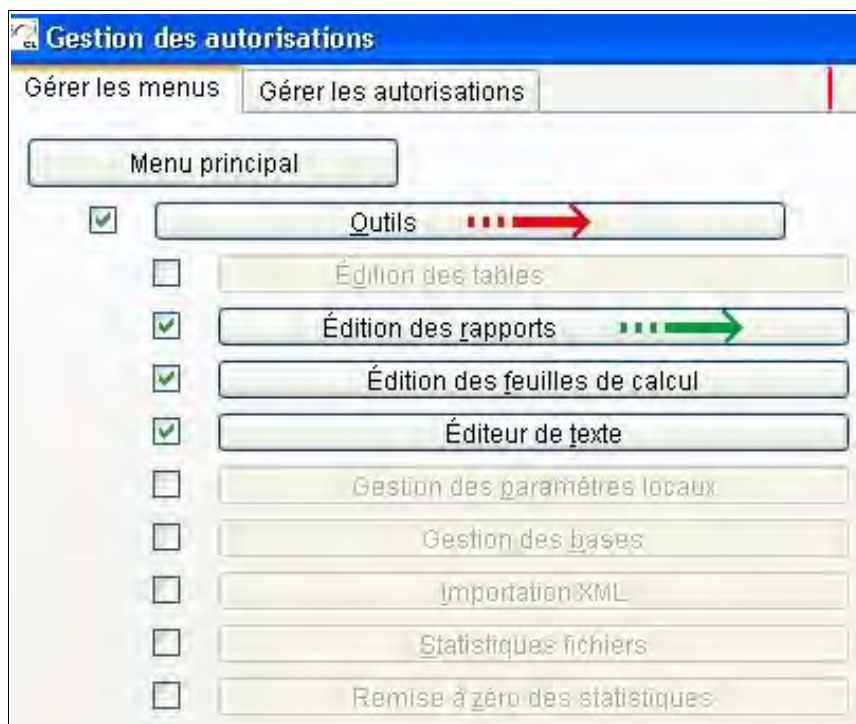 Gestion des autorisations
Gérer les menus Gérer les autorisations
Menu principal
Outils
Édition des tables
Édition des rapports
Édition des feuilles de calcul
Éditeur de texte
Gestion des paramètres locaux
Gestion des bases
Importation XML
Statistiques fichiers
Remise à zéro des statistiques